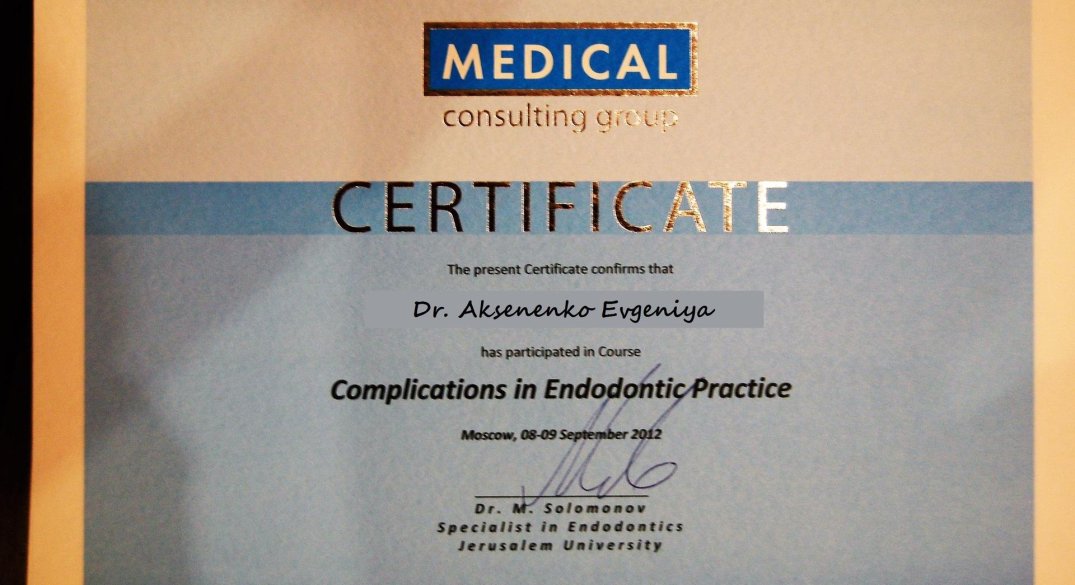 MEDICAL
consulting group
CERTIFICATE
The present Certificate confirms that
Dr. Aksenenko Evgeniya
has participated in Course
Complications in Endodontic Practice
Moscow, 08-09 September 2012
Dr. M. Solomonov
Specialist in Endodontics
Jerusalem University